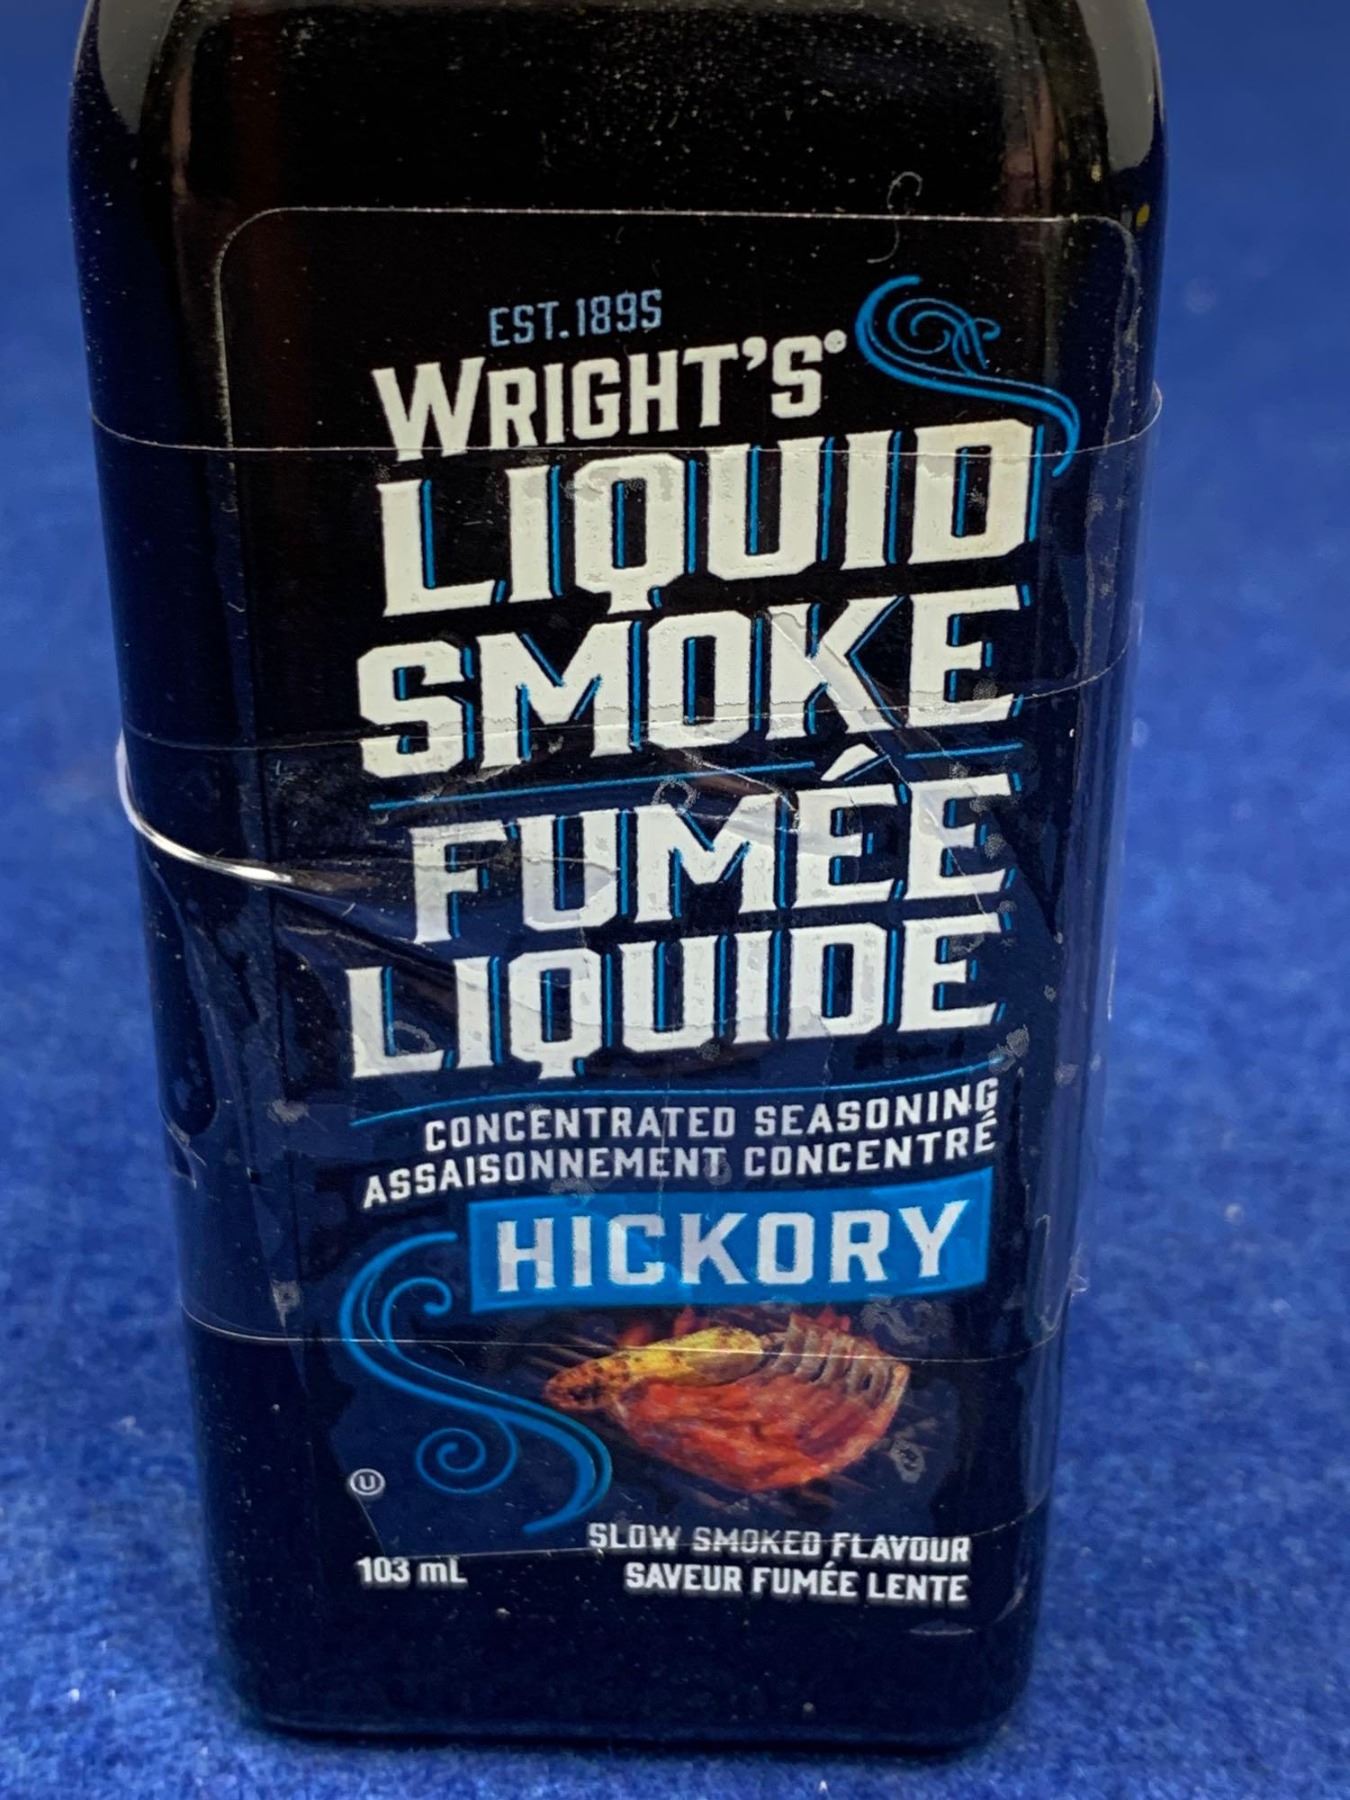 EST. 1895
WRIGHT'S®
LIQUID
SMOKE
FUMÉE
LIQUIDE
CONCENTRATED SEASONING
ASSAISONNEMENT CONCENTRÉ
HICKORY
U
SLOW SMOKED FLAVOUR
103 mL SAVEUR FUMÉE LENTE